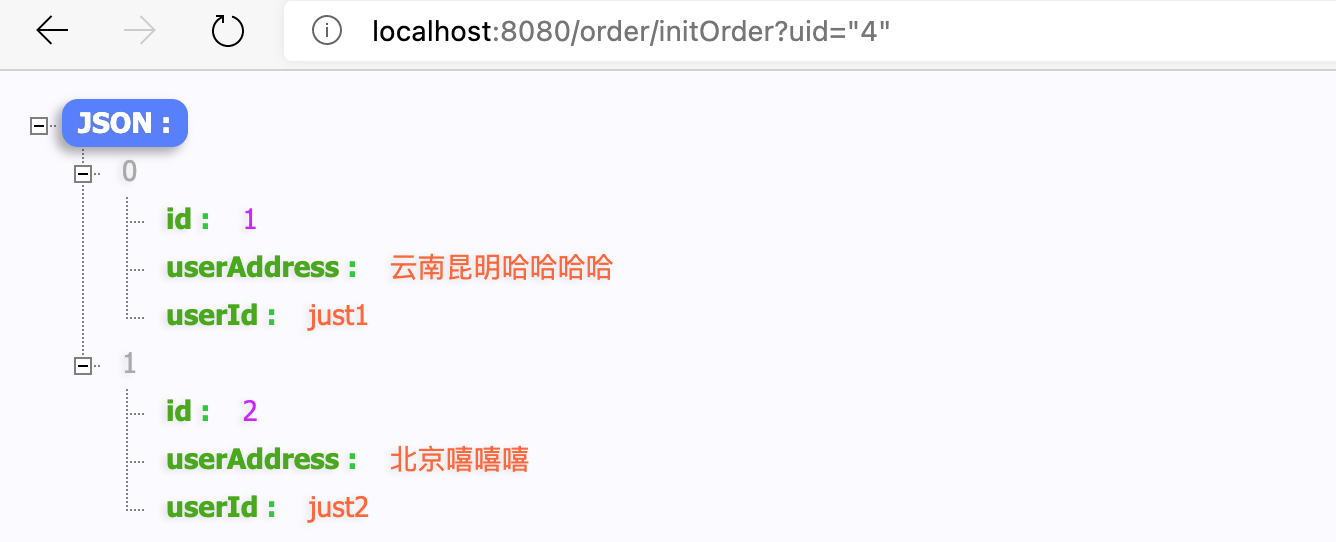 localhost:8080/order/initOrder?uid="4"
JSON :
0
id : 1
userAddress : 云南昆明哈哈哈哈
userId : just1
1
id : 2
userAddress : 北京嘻嘻嘻
userId : just2